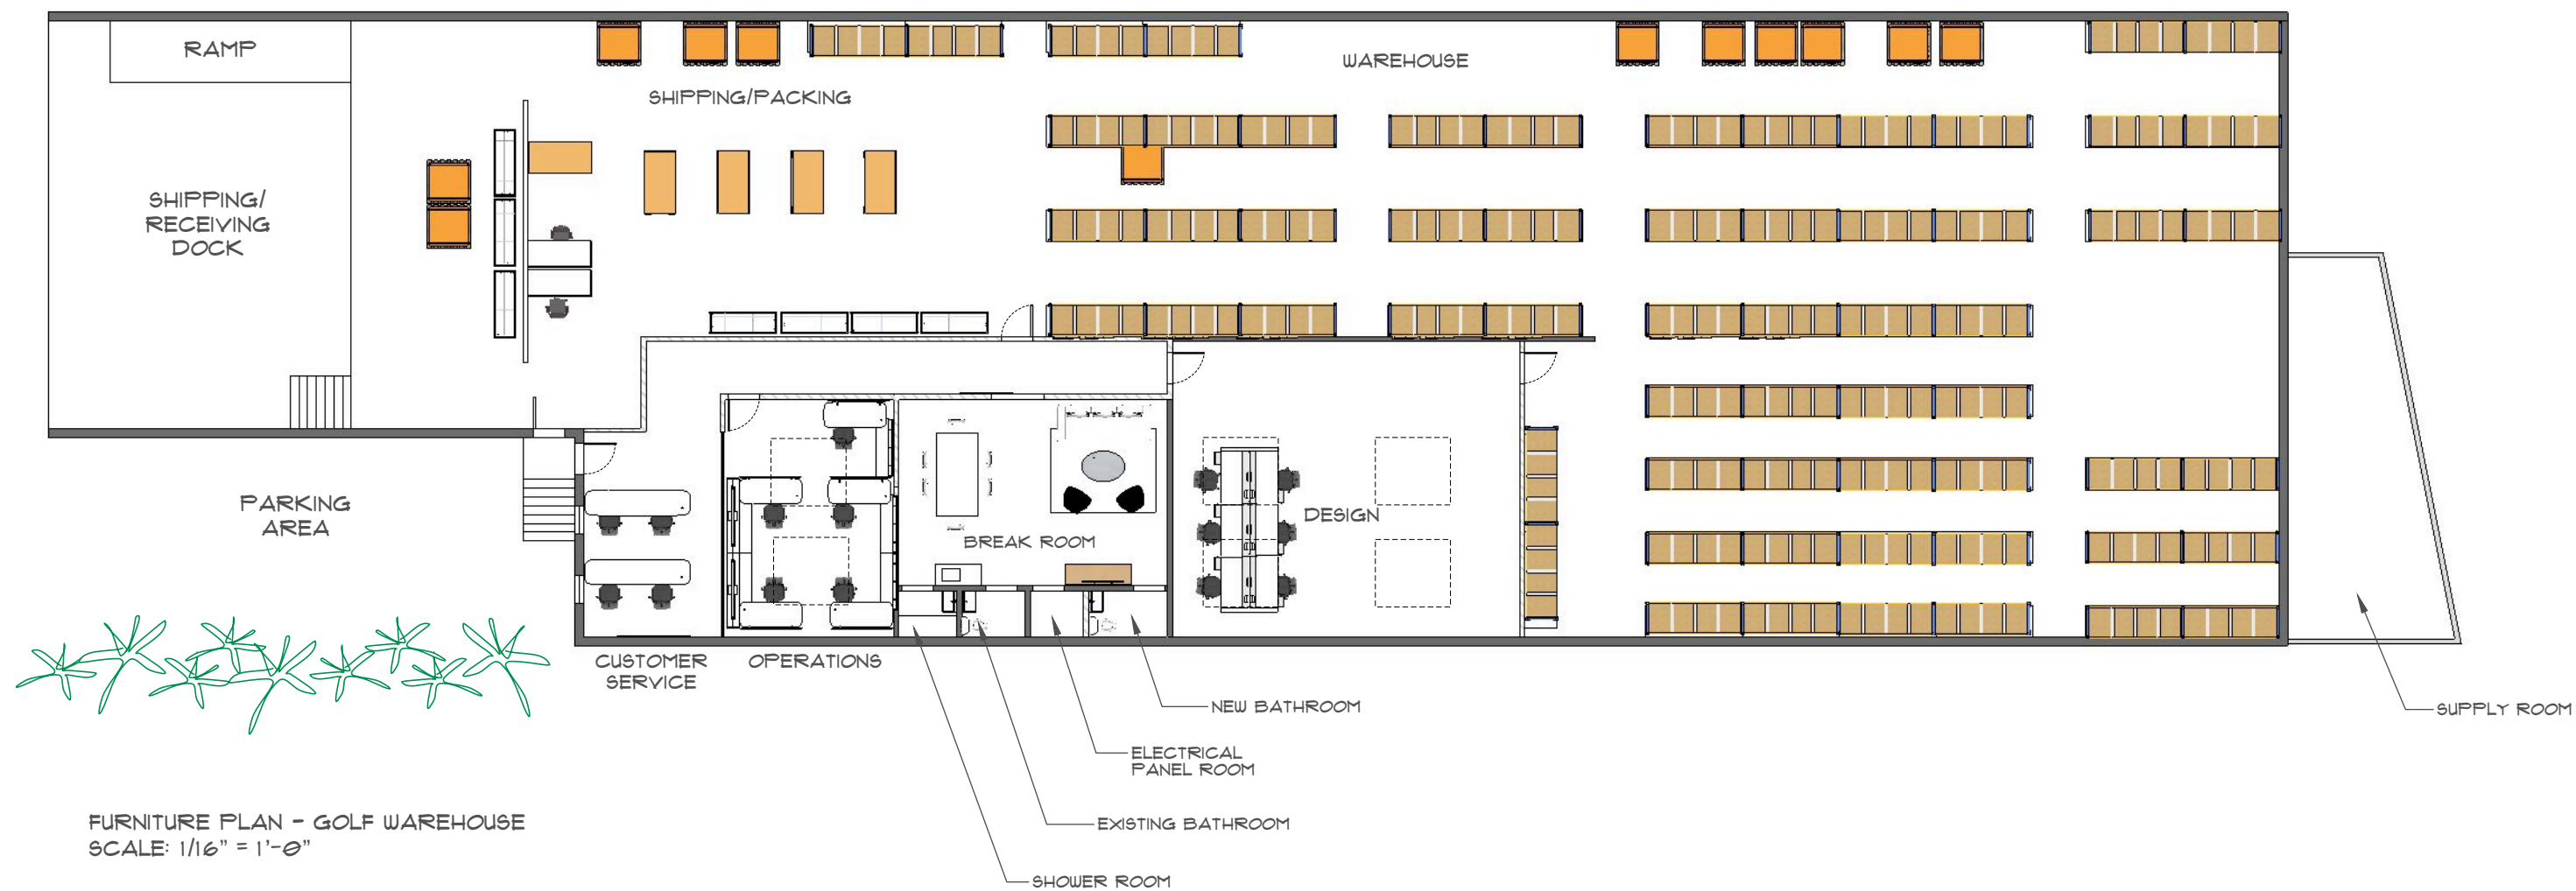 RAMP
WAREHOUSE
SHIPPING/PACKING
SHIPPING/
RECEIVING
DOCK
PARKING
AREA
DESIGN
BREAK ROOM
CUSTOMER
SERVICE
OPERATIONS
NEW BATHROOM
SUPPLY ROOM
ELECTRICAL
PANEL ROOM
EXISTING BATHROOM
SHOWER ROOM
FURNITURE PLAN - GOLF WAREHOUSE
SCALE: 1/16" = 1'-0"